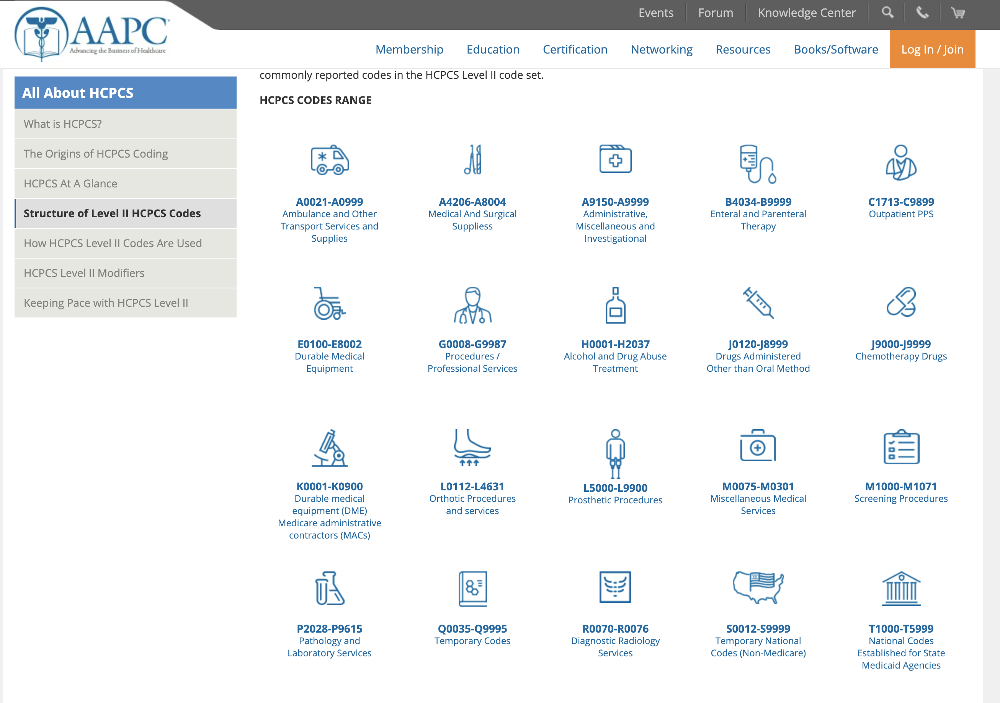 Events
Forum
Knowledge Center
AAPC®
Advancing the Business of Healthcare
Membership
Education
Certification
Networking
Resources
Books/Software
Log In / Join
All About HCPCS
What is HCPCS?
The Origins of HCPCS Coding
HCPCS At A Glance
Structure of Level II HCPCS Codes
How HCPCS Level II Codes Are Used
HCPCS Level II Modifiers
Keeping Pace with HCPCS Level II
commonly reported codes in the HCPCS Level II code set.
HCPCS CODES RANGE
A0021-A0999
Ambulance and Other
Transport Services and
Supplies
A4206-A8004
Medical And Surgical
Suppliess
A9150-A9999
Administrative,
Miscellaneous and
Investigational
B4034-B9999
Enteral and Parenteral
Therapy
C1713-C9899
Outpatient PPS
E0100-E8002
Durable Medical
Equipment
G0008-G9987
Procedures /
Professional Services
H0001-H2037
Alcohol and Drug Abuse
Treatment
J0120-J8999
Drugs Administered
Other than Oral Method
J9000-J9999
Chemotherapy Drugs
K0001-K0900
Durable medical
equipment (DME)
Medicare administrative
contractors (MACs)
L0112-L4631
Orthotic Procedures
and services
L5000-L9900
Prosthetic Procedures
M0075-M0301
Miscellaneous Medical
Services
M1000-M1071
Screening Procedures
P2028-P9615
Pathology and
Laboratory Services
Q0035-Q9995
Temporary Codes
R0070-R0076
Diagnostic Radiology
Services
S0012-S9999
Temporary National
Codes (Non-Medicare)
T1000-T5999
National Codes
Established for State
Medicaid Agencies